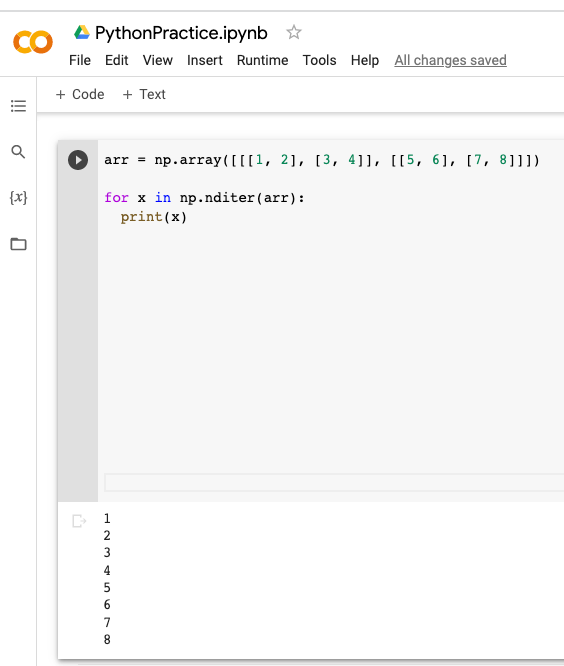 PythonPractice.ipynb
File Edit View Insert Runtime Tools Help All changes saved
+ Code + Text
{x}
arr = np.array([[[1, 2], [3, 4]], [[5, 6], [7, 8]]])
for x in np.nditer(arr):
print(x)
1
2
3
4
5
6
7
8